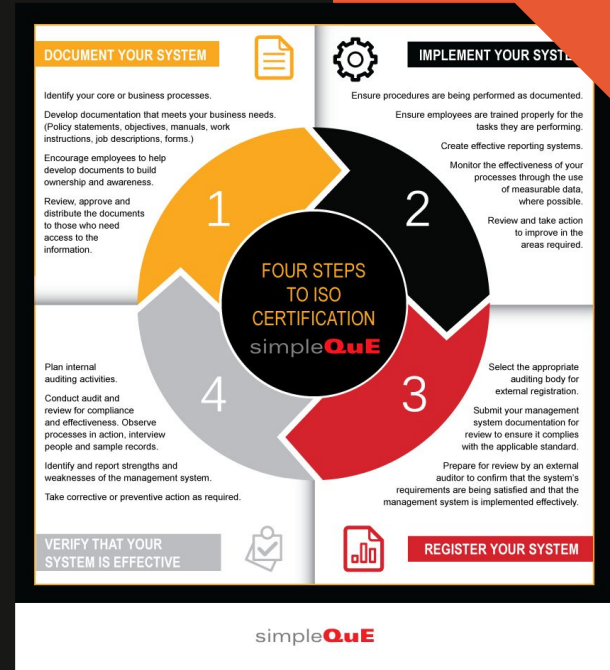 DOCUMENT YOUR SYSTEM
Identify your core or business processes.
Develop documentation that meets your business needs.
(Policy statements, objectives, manuals, work
instructions, job descriptions, forms.)
Encourage employees to help
develop documents to build
ownership and awareness.
Review, approve and
distribute the documents
to those who need
access to the
information.
1
IMPLEMENT YOUR
Ensure procedures are being performed as documented.
Ensure employees are trained properly for the
tasks they are performing.
Create effective reporting systems.
Monitor the effectiveness of your
processes through the use
of measurable data,
where possible.
Review and take action
to improve in the
areas required.
2
FOUR STEPS
TO ISO
CERTIFICATION
simpleQuE
Select the appropriate
auditing body for
external registration.
Submit your management
system documentation for
review to ensure it complies
with the applicable standard.
Prepare for review by an external
auditor to confirm that the system's
requirements are being satisfied and that the
management system is implemented effectively.
3
REGISTER YOUR SYSTEM
Plan internal
auditing activities.
Conduct audit and
review for compliance
and effectiveness. Observe
processes in action, interview
people and sample records.
Identify and report strengths and
weaknesses of the management system.
Take corrective or preventive action as required.
4
VERIFY THAT YOUR
SYSTEM IS EFFECTIVE
simpleQuE